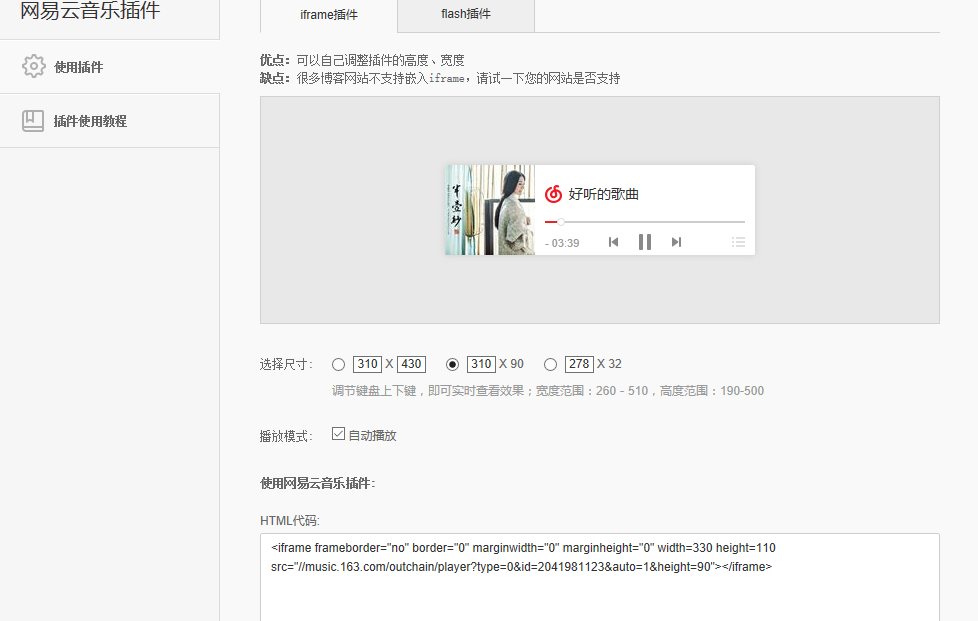 网易云音乐插件
iframe插件
flash插件
使用插件
插件使用教程
优点：可以自己调整插件的高度、宽度
缺点：很多博客网站不支持嵌入iframe，请试一下您的网站是否支持
半壶纱
好听的歌曲
- 03:39
选择尺寸：
310 X 430
310 X 90
278 X 32
调节键盘上下键，即可实时查看效果；宽度范围：260 - 510，高度范围：190-500
播放模式：
自动播放
使用网易云音乐插件：
HTML代码:
<iframe frameborder="no" border="0" marginwidth="0" marginheight="0" width=330 height=110
src="//music.163.com/outchain/player?type=0&id=2041981123&auto=1&height=90"></iframe>